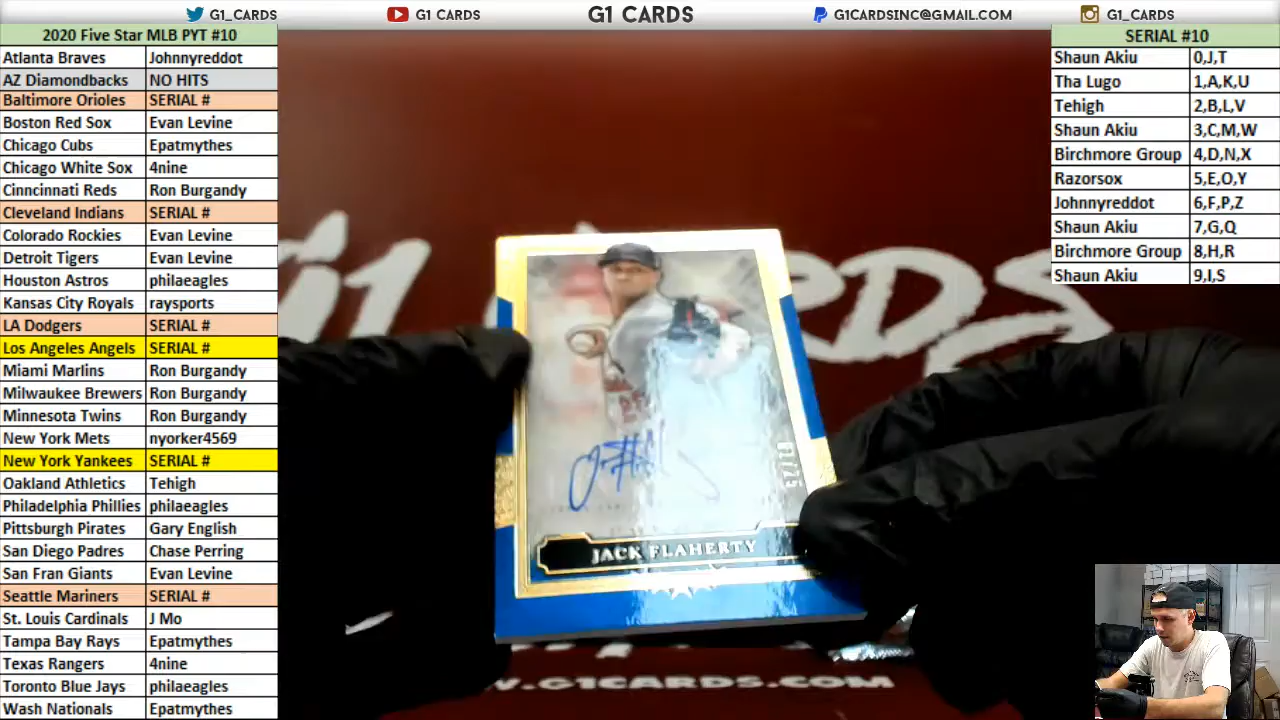 G1_CARDS
G1 CARDS
G1 CARDS
G1CARDSINC@GMAIL.COM
G1_CARDS
2020 Five Star MLB PYT #10
Atlanta Braves Johnnyreddot
AZ Diamondbacks NO HITS
Baltimore Orioles SERIAL #
Boston Red Sox Evan Levine
Chicago Cubs Epatmythes
Chicago White Sox 4nine
Cinncinnati Reds Ron Burgandy
Cleveland Indians SERIAL #
Colorado Rockies Evan Levine
Detroit Tigers Evan Levine
Houston Astros philaeagles
Kansas City Royals raysports
LA Dodgers SERIAL #
Los Angeles Angels SERIAL #
Miami Marlins Ron Burgandy
Milwaukee Brewers Ron Burgandy
Minnesota Twins Ron Burgandy
New York Mets nyorker4569
New York Yankees SERIAL #
Oakland Athletics Tehigh
Philadelphia Phillies philaeagles
Pittsburgh Pirates Gary English
San Diego Padres Chase Perring
San Fran Giants Evan Levine
Seattle Mariners SERIAL #
St. Louis Cardinals J Mo
Tampa Bay Rays Epatmythes
Texas Rangers 4nine
Toronto Blue Jays philaeagles
Wash Nationals Epatmythes
SERIAL #10
Shaun Akiu 0,J,T
Tha Lugo 1,A,K,U
Tehigh 2,B,L,V
Shaun Akiu 3,C,M,W
Birchmore Group 4,D,N,X
Razorsox 5,E,O,Y
Johnnyreddot 6,F,P,Z
Shaun Akiu 7,G,Q
Birchmore Group 8,H,R
Shaun Akiu 9,I,S
G1 CARDS
JACK FLAHERTY
WWW.G1CARDS.COM